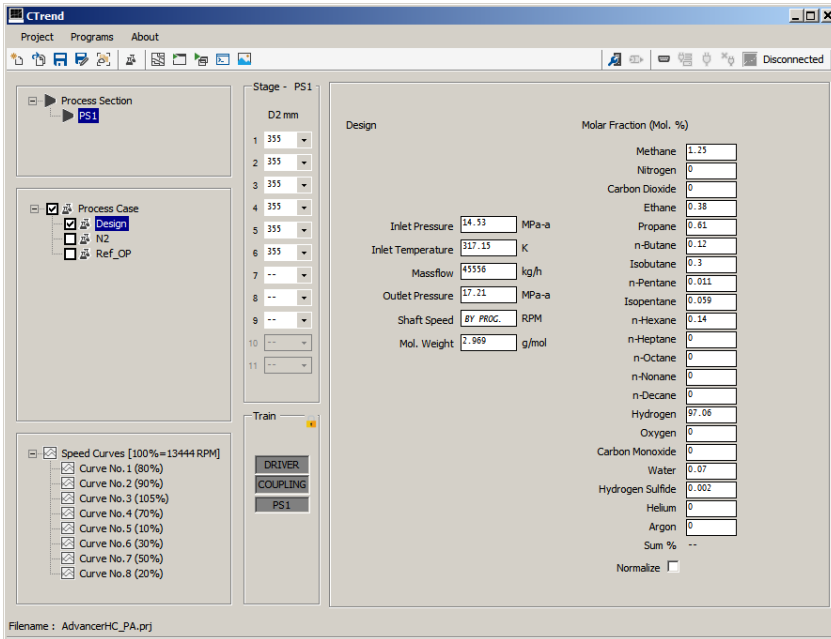 CTrend
Project Programs About
Disconnected
Process Section
PS1
Process Case
Design
N2
Ref_OP
Speed Curves [100%=13444 RPM]
Curve No.1 (80%)
Curve No.2 (90%)
Curve No.3 (105%)
Curve No.4 (70%)
Curve No.5 (10%)
Curve No.6 (30%)
Curve No.7 (50%)
Curve No.8 (20%)
Stage - PS1
D2 mm
1 355
2 355
3 355
4 355
5 355
6 355
7 --
8 --
9 --
10 --
11 --
Train
DRIVER
COUPLING
PS1
Design
Inlet Pressure 14.53 MPa-a
Inlet Temperature 317.15 K
Massflow 45556 kg/h
Outlet Pressure 17.21 MPa-a
Shaft Speed BY PROG. RPM
Mol. Weight 2.969 g/mol
Molar Fraction (Mol. %)
Methane 1.25
Nitrogen 0
Carbon Dioxide 0
Ethane 0.38
Propane 0.61
n-Butane 0.12
Isobutane 0.3
n-Pentane 0.011
Isopentane 0.059
n-Hexane 0.14
n-Heptane 0
n-Octane 0
n-Nonane 0
n-Decane 0
Hydrogen 97.06
Oxygen 0
Carbon Monoxide 0
Water 0.07
Hydrogen Sulfide 0.002
Helium 0
Argon 0
Sum % --
Normalize
Filename : AdvancerHC_PA.prj